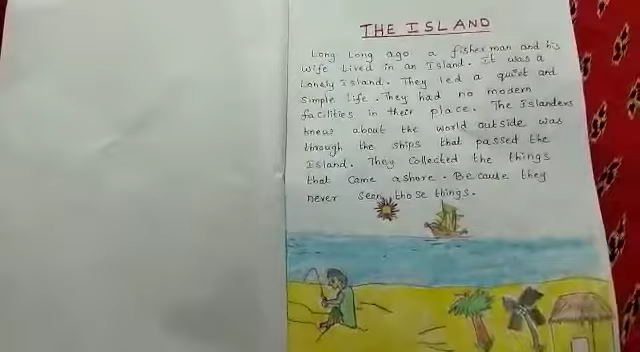 THE ISLAND
Long Long ago a fisherman and his
wife Lived in an Island. It was a
Lonely Island. They led a quiet and
Simple life. They had no modern
facilities in their place. The Islanders
knew about the world outside was
through the ships that passed the
Island. They collected the things
that came ashore. Because they
never seen those things.